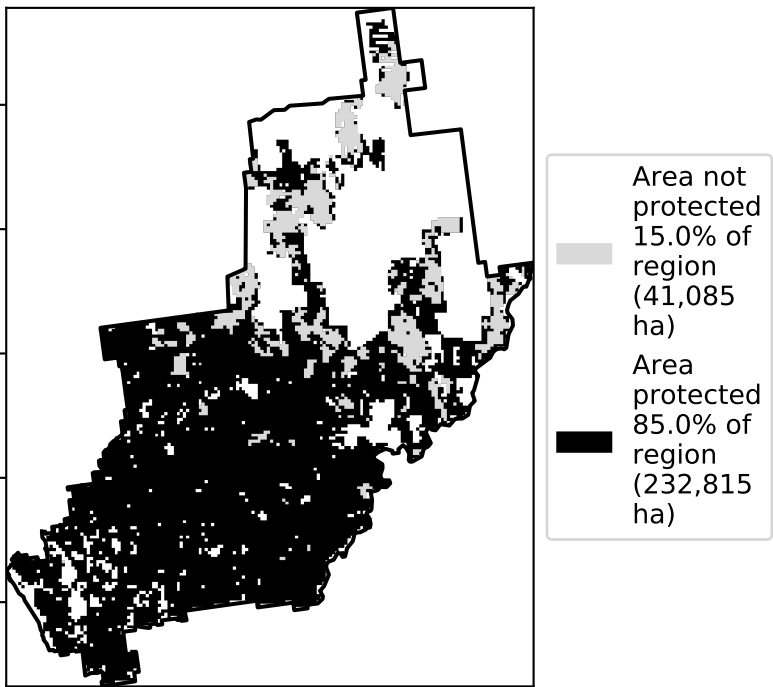 Area not
protected
15.0% of
region
(41,085
ha)
Area
protected
85.0% of
region
(232,815
ha)